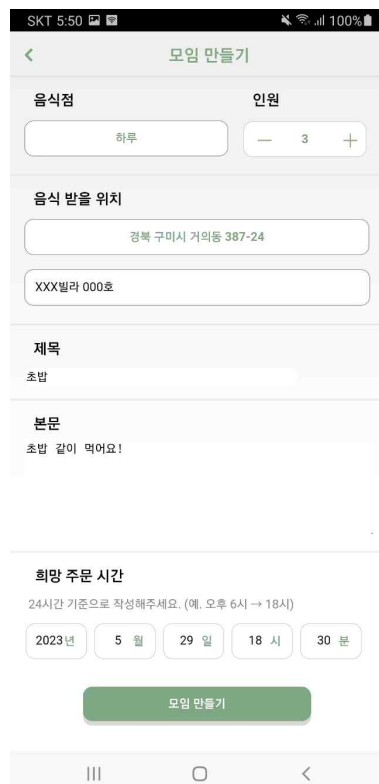 SKT 5:50 100%
모임 만들기
음식점 인원
하루 — 3 +
음식 받을 위치
경북 구미시 거의동 387-24
XXX빌라 000호
제목
초밥
본문
초밥 같이 먹어요!
희망 주문 시간
24시간 기준으로 작성해주세요. (예. 오후 6시 → 18시)
2023년 5 월 29 일 18 시 30 분
모임 만들기